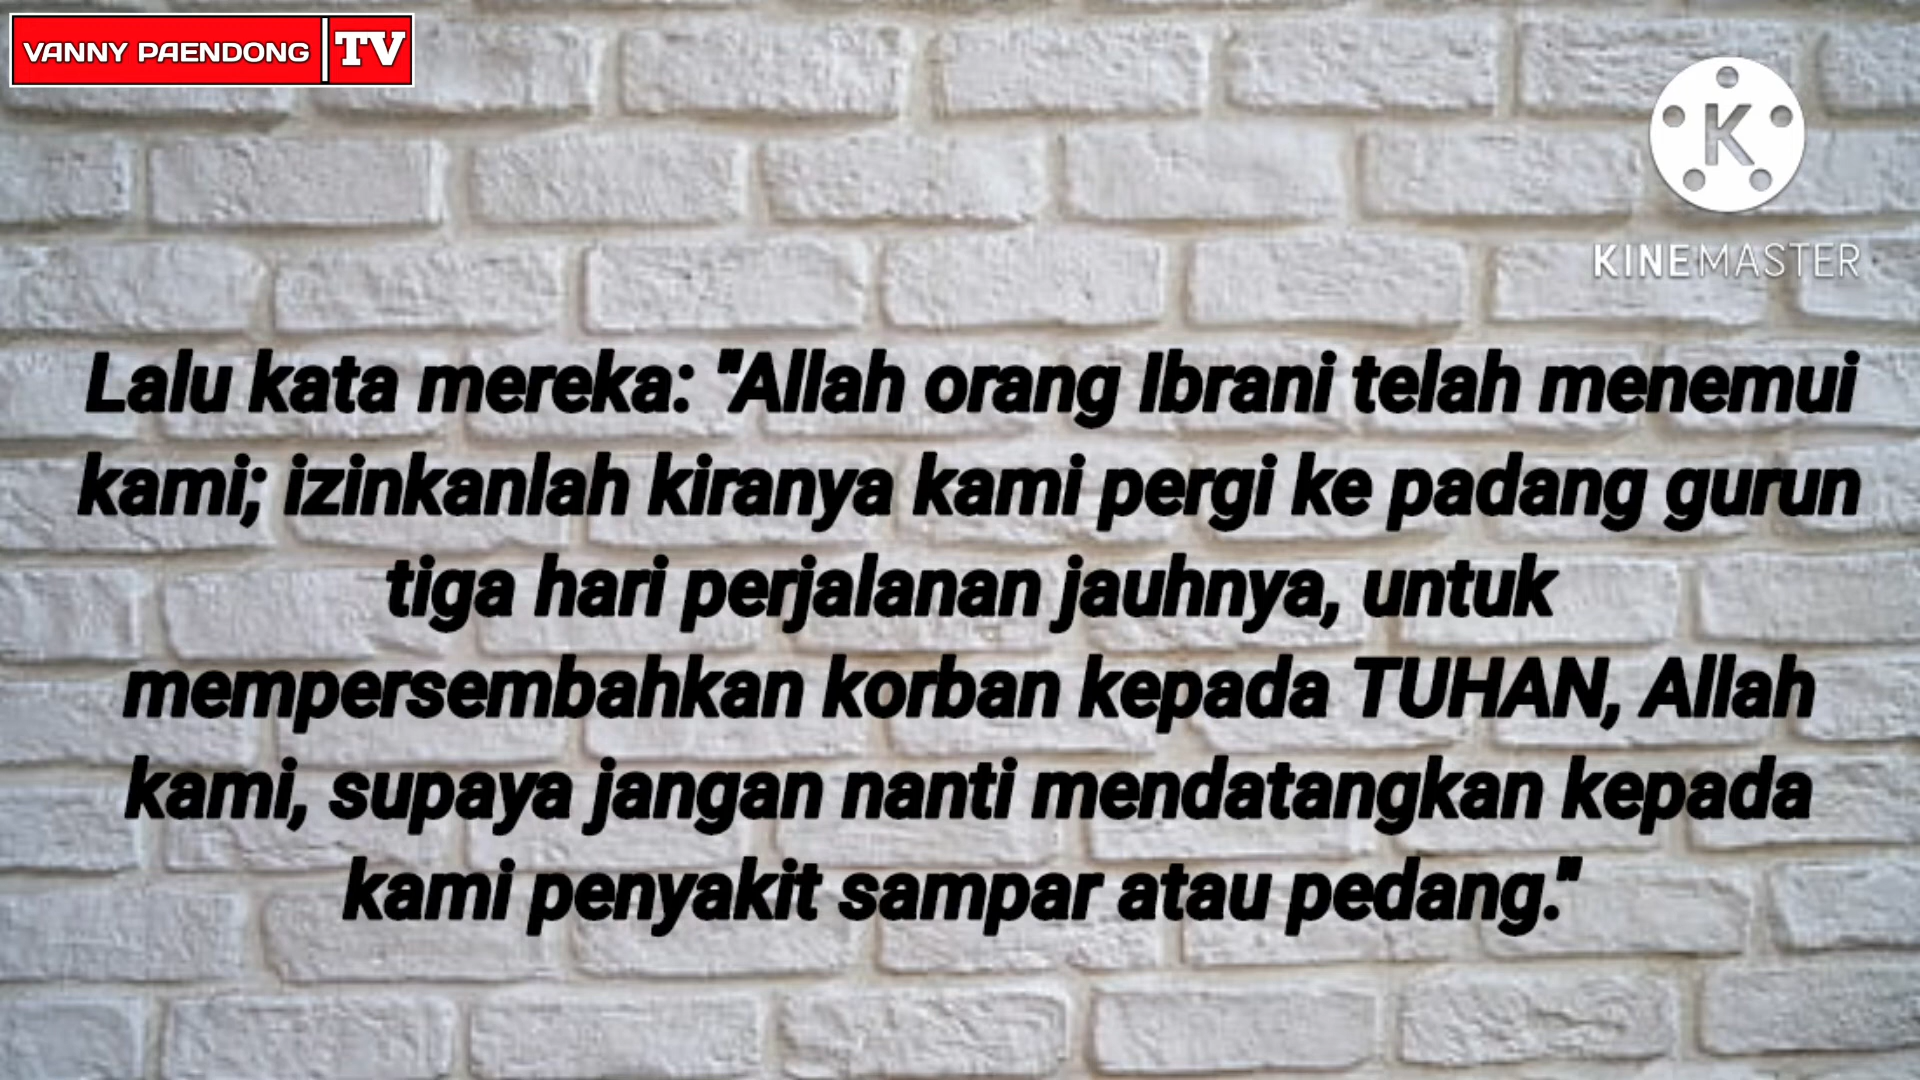 VANNY PAENDONG TV
KINEMASTER
Lalu kata mereka: "Allah orang Ibrani telah menemui
kami; izinkanlah kiranya kami pergi ke padang gurun
tiga hari perjalanan jauhnya, untuk
mempersembahkan korban kepada TUHAN, Allah
kami, supaya jangan nanti mendatangkan kepada
kami penyakit sampar atau pedang."